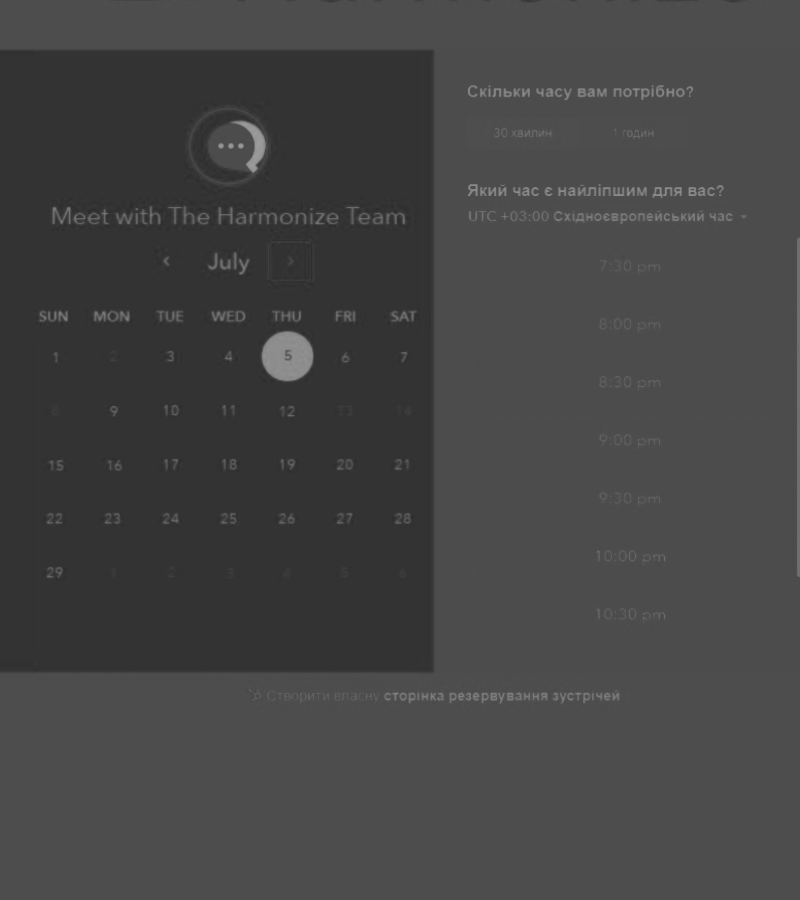 Meet with The Harmonize Team
July
SUN MON TUE WED THU FRI SAT
1 2 3 4 5 6 7
8 9 10 11 12 13 14
15 16 17 18 19 20 21
22 23 24 25 26 27 28
29 1 2 3 4 5 6
Скільки часу вам потрібно?
30 хвилин 1 годин
Який час є найліпшим для вас?
UTC +03:00 Східноєвропейський час
7:30 pm
8:00 pm
8:30 pm
9:00 pm
9:30 pm
10:00 pm
10:30 pm
Створити власну сторінка резервування зустрічей